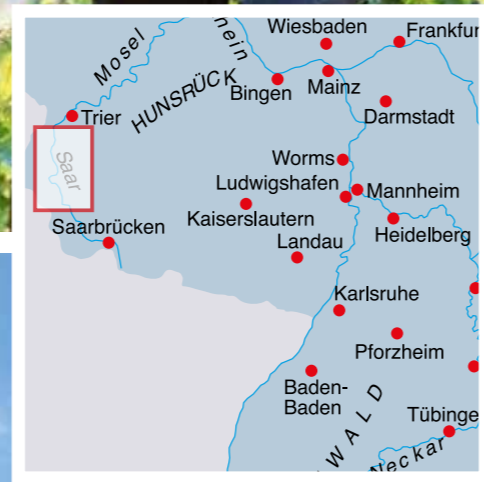 Wiesbaden
Frankfur
Mosel
hein
HUNSRÜCK
Bingen
Mainz
Trier
Darmstadt
Saar
Worms
Ludwigshafen
Mannheim
Kaiserslautern
Saarbrücken
Heidelberg
Landau
Karlsruhe
Pforzheim
Baden-
Baden
WALD
Tübinge
Neckar